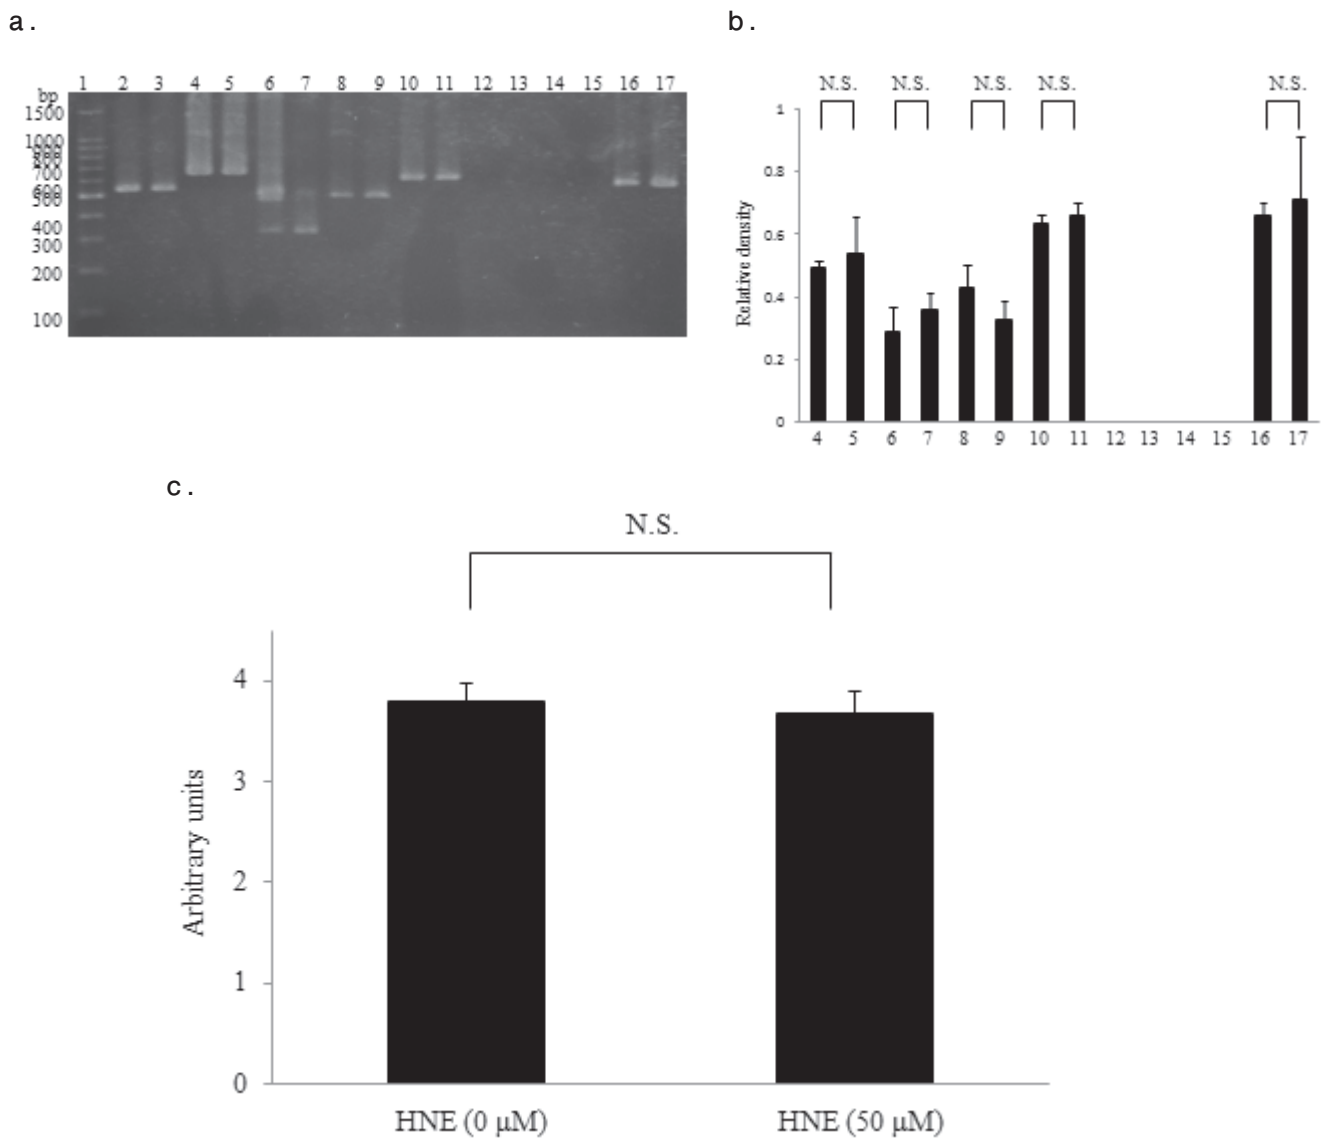 a.
b.
1 2 3 4 5 6 7 8 9 10 11 12 13 14 15 16 17
bp
1500
1000
700
600
500
400
300
200
100
N.S. N.S. N.S. N.S. N.S.
Relative density
1
0.8
0.6
0.4
0.2
0
4 5 6 7 8 9 10 11 12 13 14 15 16 17
c.
N.S.
Arbitrary units
4
3
2
1
0
HNE (0 μM) HNE (50 μM)